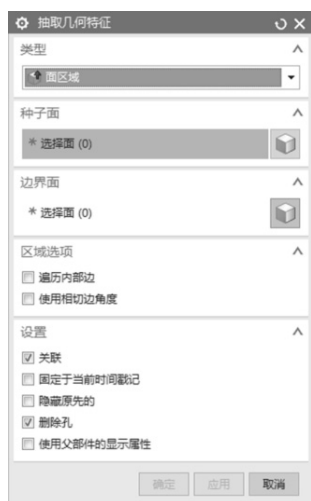 抽取几何特征
类型
面区域
种子面
* 选择面 (0)
边界面
* 选择面 (0)
区域选项
遍历内部边
使用相切边角度
设置
关联
固定于当前时间戳记
隐藏原先的
删除孔
使用父部件的显示属性
确定 应用 取消